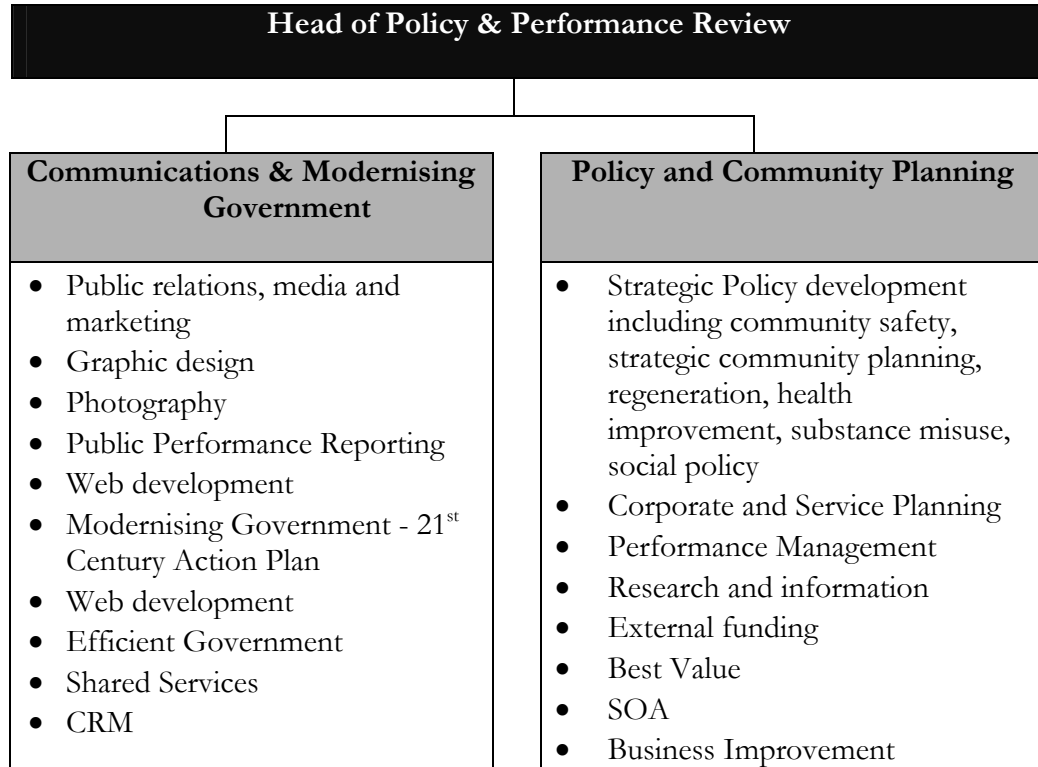 Head of Policy & Performance Review
Communications & Modernising
Government
• Public relations, media and
marketing
• Graphic design
• Photography
• Public Performance Reporting
• Web development
• Modernising Government - 21st
Century Action Plan
• Web development
• Efficient Government
• Shared Services
• CRM
Policy and Community Planning
• Strategic Policy development
including community safety,
strategic community planning,
regeneration, health
improvement, substance misuse,
social policy
• Corporate and Service Planning
• Performance Management
• Research and information
• External funding
• Best Value
• SOA
• Business Improvement